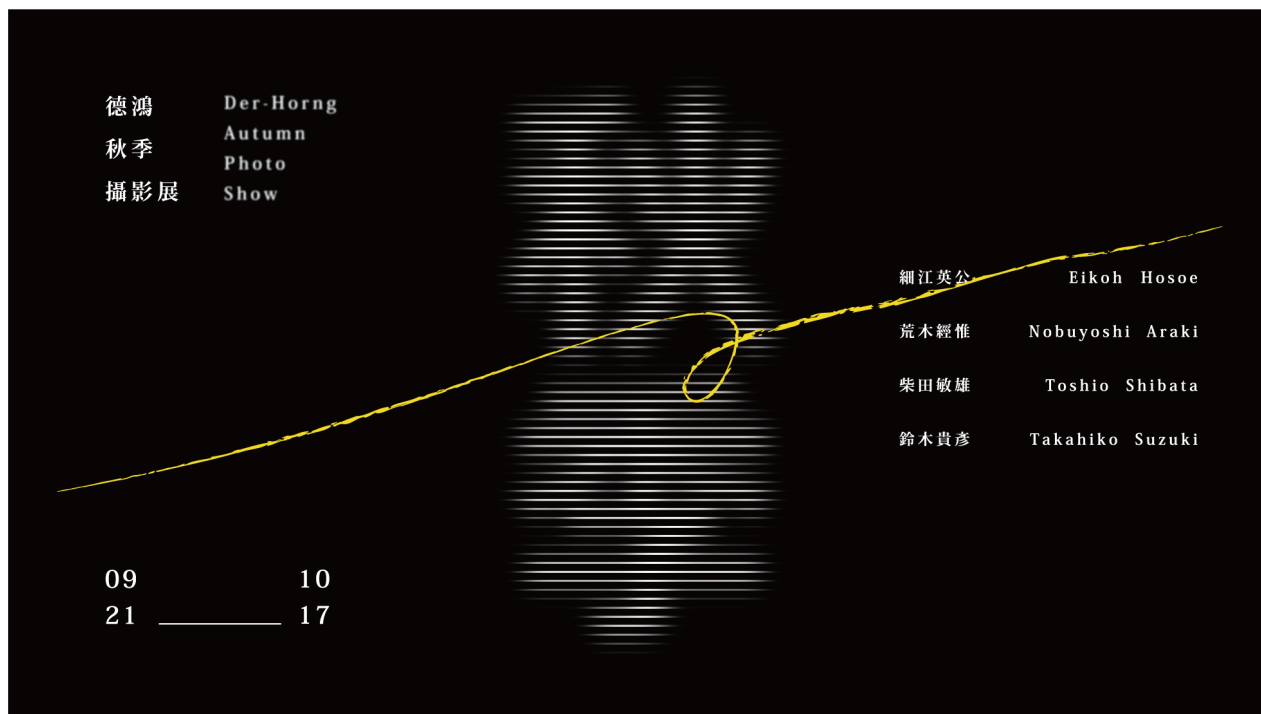 德鴻
秋季
攝影展
Der-Horng
Autumn
Photo
Show
細江英公 Eikoh Hosoe
荒木經惟 Nobuyoshi Araki
柴田敏雄 Toshio Shibata
鈴木貴彥 Takahiko Suzuki
09 10
21 17